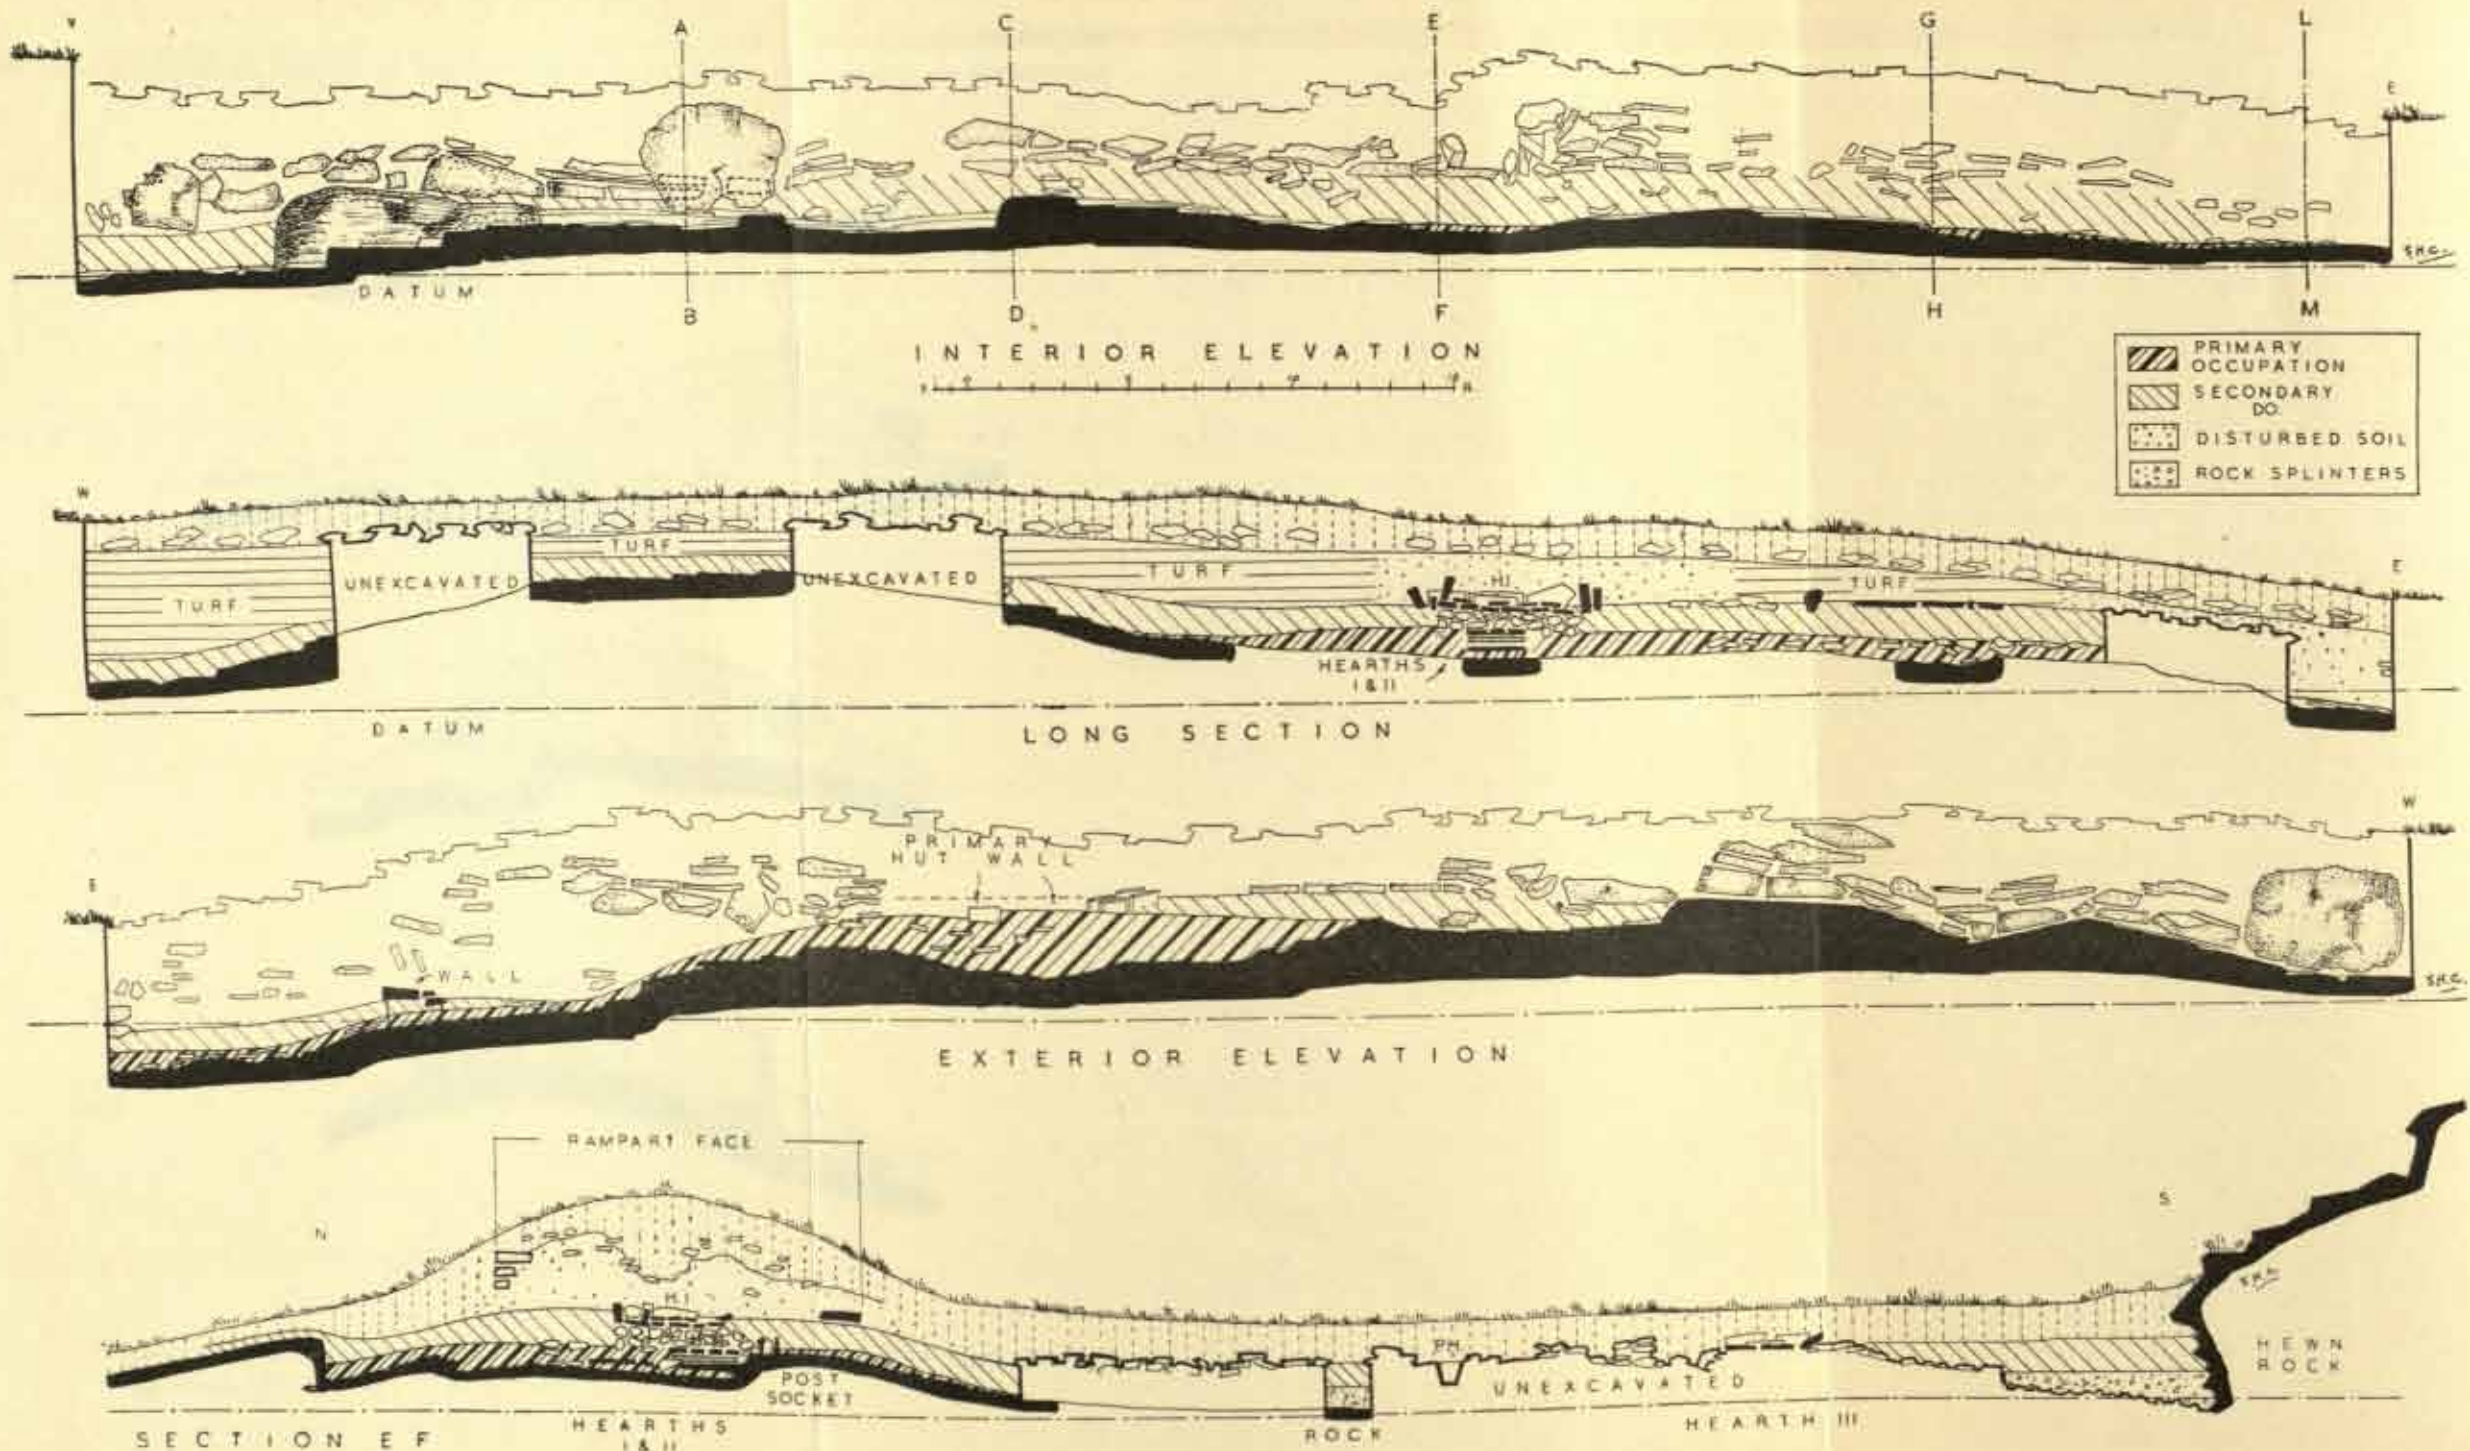 A C E G L
E
DATUM
S.H.G.
B D F H M
INTERIOR ELEVATION
PRIMARY
OCCUPATION
SECONDARY
DO.
DISTURBED SOIL
ROCK SPLINTERS
W
TURF
UNEXCAVATED
TURF
UNEXCAVATED
TURF
H.I.
TURF
E
HEARTHS
I & II
DATUM
LONG SECTION
W
PRIMARY
HUT WALL
E
WALL
S.H.G.
EXTERIOR ELEVATION
RAMPART FACE
N
S
H.I.
PH
HEWN
ROCK
POST
SOCKET
UNEXCAVATED
SECTION EF
HEARTHS
I & II
ROCK
HEARTH III